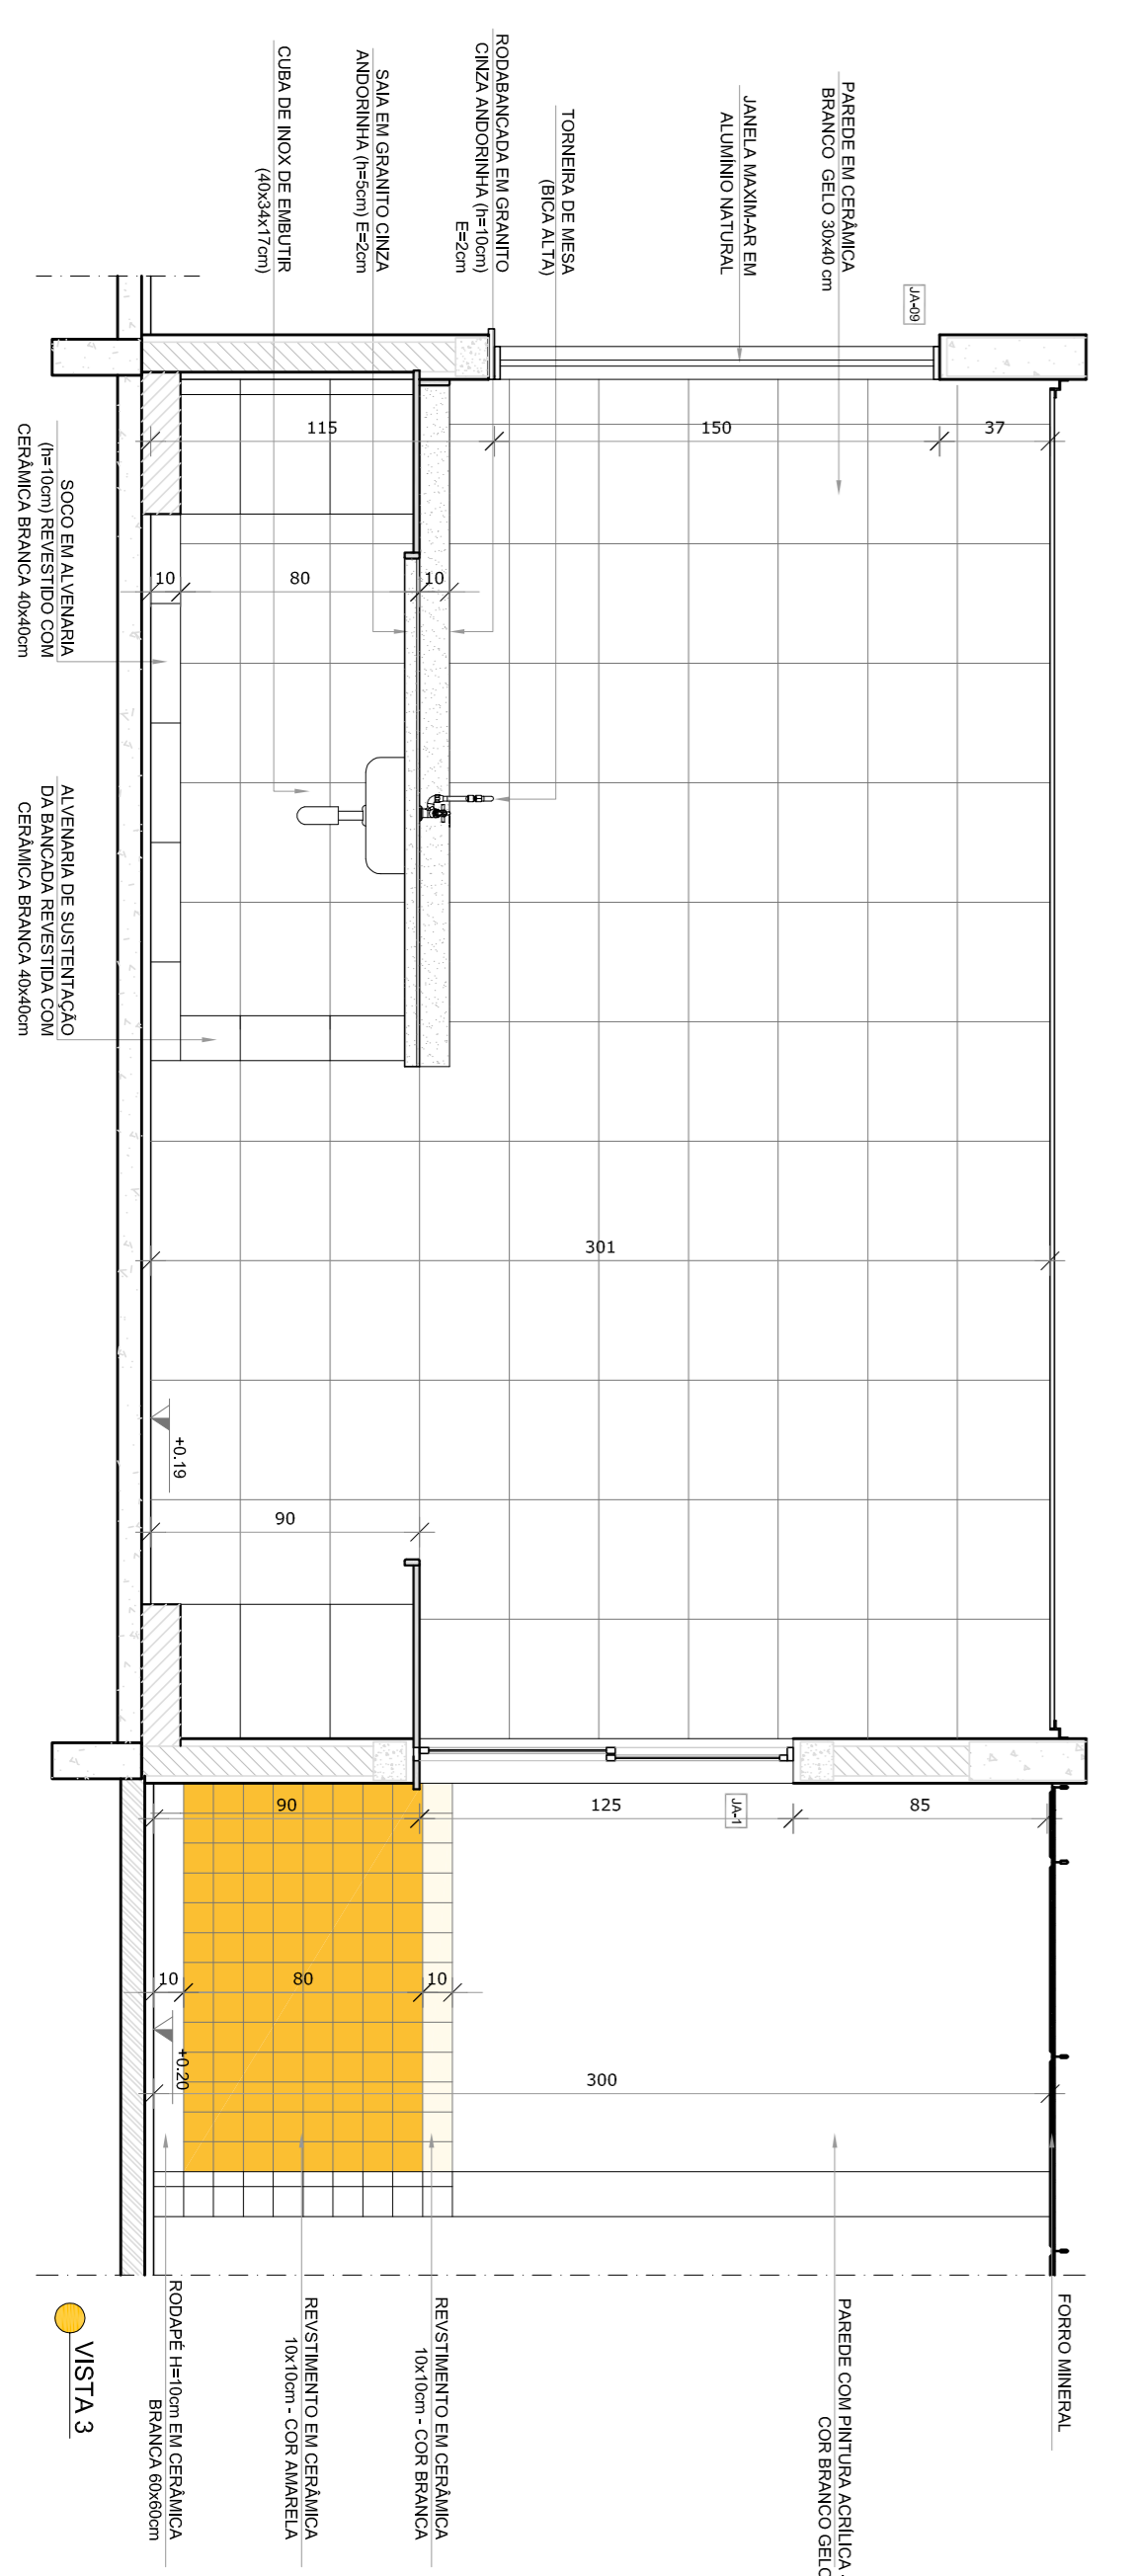 FORRO MINERAL
PAREDE COM PINTURA ACRÍLICA
COR BRANCO GELO
REVSTIMENTO EM CERÂMICA
10x10cm - COR BRANCA
REVSTIMENTO EM CERÂMICA
10x10cm - COR AMARELA
RODAPÉ H=10cm EM CERÂMICA
BRANCA 60x60cm
VISTA 3
PAREDE EM CERÂMICA
BRANCO GELO 30x40 cm
JANELA MAXIM-AR EM
ALUMÍNIO NATURAL
TORNEIRA DE MESA
(BICA ALTA)
RODABANCADA EM GRANITO
CINZA ANDORINHA (h=10cm)
E=2cm
SAIA EM GRANITO CINZA
ANDORINHA (h=5cm) E=2cm
CUBA DE INOX DE EMBUTIR
(40x34x17cm)
JA-09
115
150
37
10
80
10
SOCO EM ALVENARIA
(h=10cm) REVESTIDO COM
CERÂMICA BRANCA 40x40cm
ALVENARIA DE SUSTENTAÇÃO
DA BANCADA REVESTIDA COM
CERÂMICA BRANCA 40x40cm
301
+0.19
90
90
125
JA-1
85
10
80
10
+0.20
300